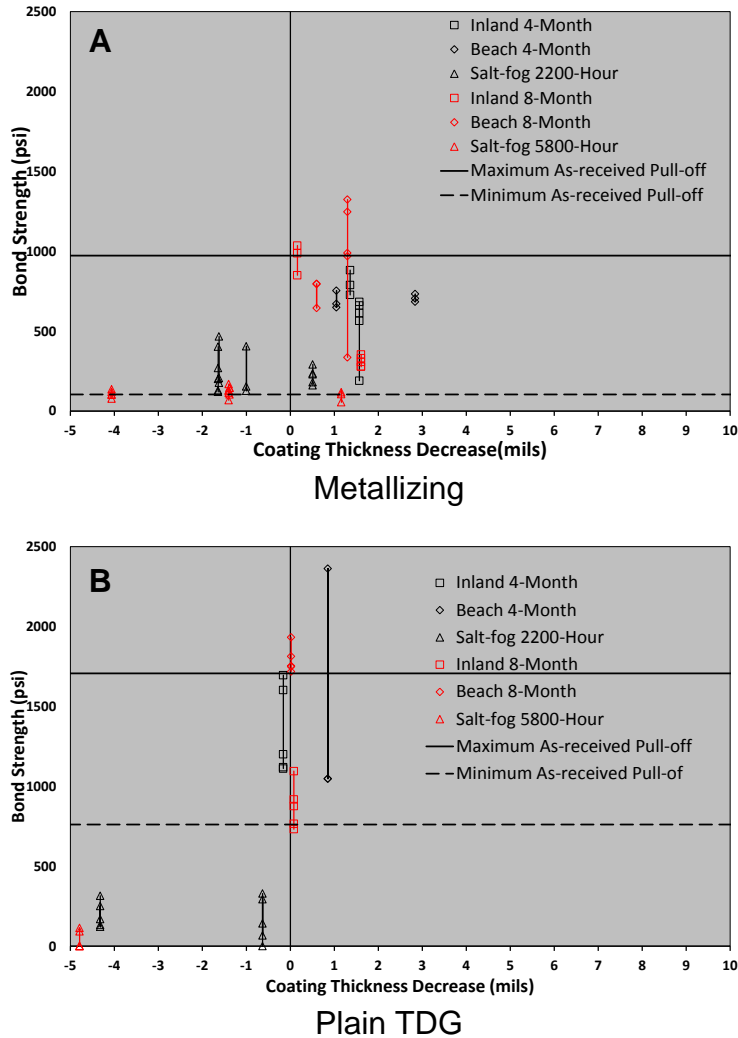 A
Inland 4-Month
Beach 4-Month
Salt-fog 2200-Hour
Inland 8-Month
Beach 8-Month
Salt-fog 5800-Hour
Maximum As-received Pull-off
Minimum As-received Pull-off
2500
2000
1500
1000
500
0
Bond Strength (psi)
-5 -4 -3 -2 -1 0 1 2 3 4 5 6 7 8 9 10
Coating Thickness Decrease(mils)
Metallizing
B
Inland 4-Month
Beach 4-Month
Salt-fog 2200-Hour
Inland 8-Month
Beach 8-Month
Salt-fog 5800-Hour
Maximum As-received Pull-off
Minimum As-received Pull-of
2500
2000
1500
1000
500
0
Bond Strength (psi)
-5 -4 -3 -2 -1 0 1 2 3 4 5 6 7 8 9 10
Coating Thickness Decrease (mils)
Plain TDG